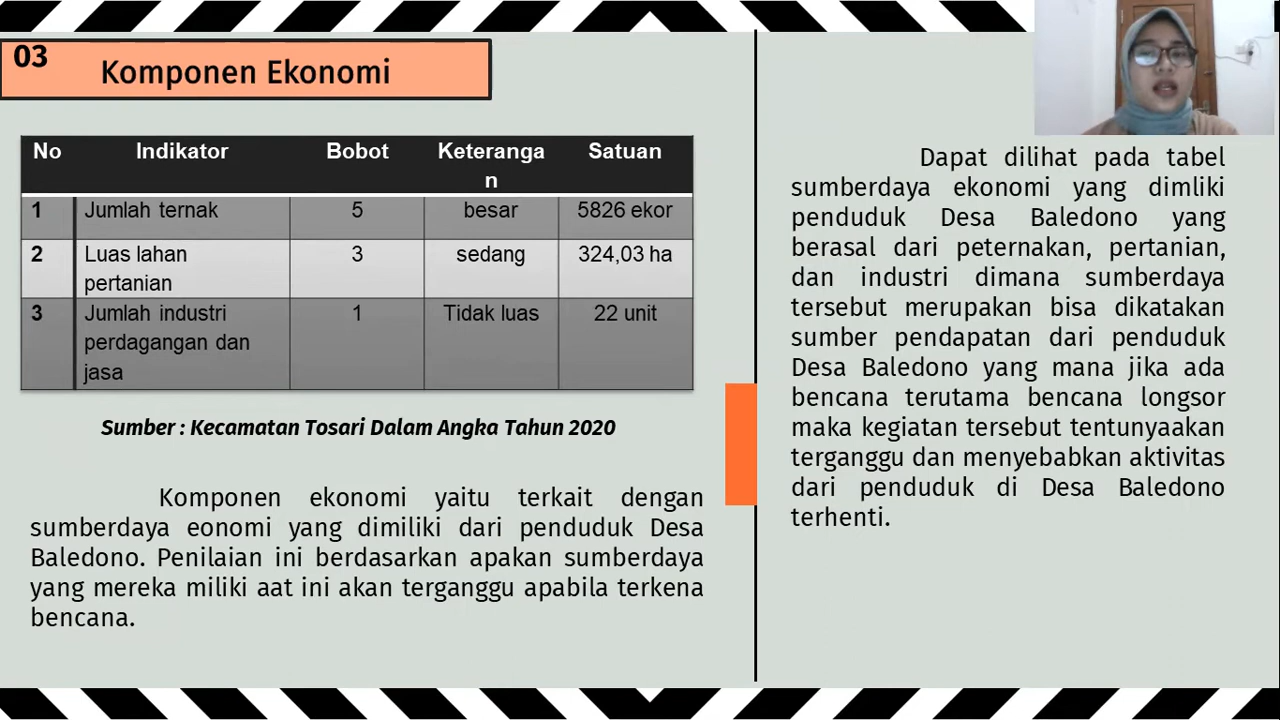 03
Komponen Ekonomi
No Indikator Bobot Keteranga
n Satuan
1 Jumlah ternak 5 besar 5826 ekor
2 Luas lahan
pertanian 3 sedang 324,03 ha
3 Jumlah industri
perdagangan dan
jasa 1 Tidak luas 22 unit
Sumber : Kecamatan Tosari Dalam Angka Tahun 2020
Komponen ekonomi yaitu terkait dengan
sumberdaya eonomi yang dimiliki dari penduduk Desa
Baledono. Penilaian ini berdasarkan apakan sumberdaya
yang mereka miliki aat ini akan terganggu apabila terkena
bencana.
Dapat dilihat pada tabel
sumberdaya ekonomi yang dimliki
penduduk Desa Baledono yang
berasal dari peternakan, pertanian,
dan industri dimana sumberdaya
tersebut merupakan bisa dikatakan
sumber pendapatan dari penduduk
Desa Baledono yang mana jika ada
bencana terutama bencana longsor
maka kegiatan tersebut tentunyaakan
terganggu dan menyebabkan aktivitas
dari penduduk di Desa Baledono
terhenti.